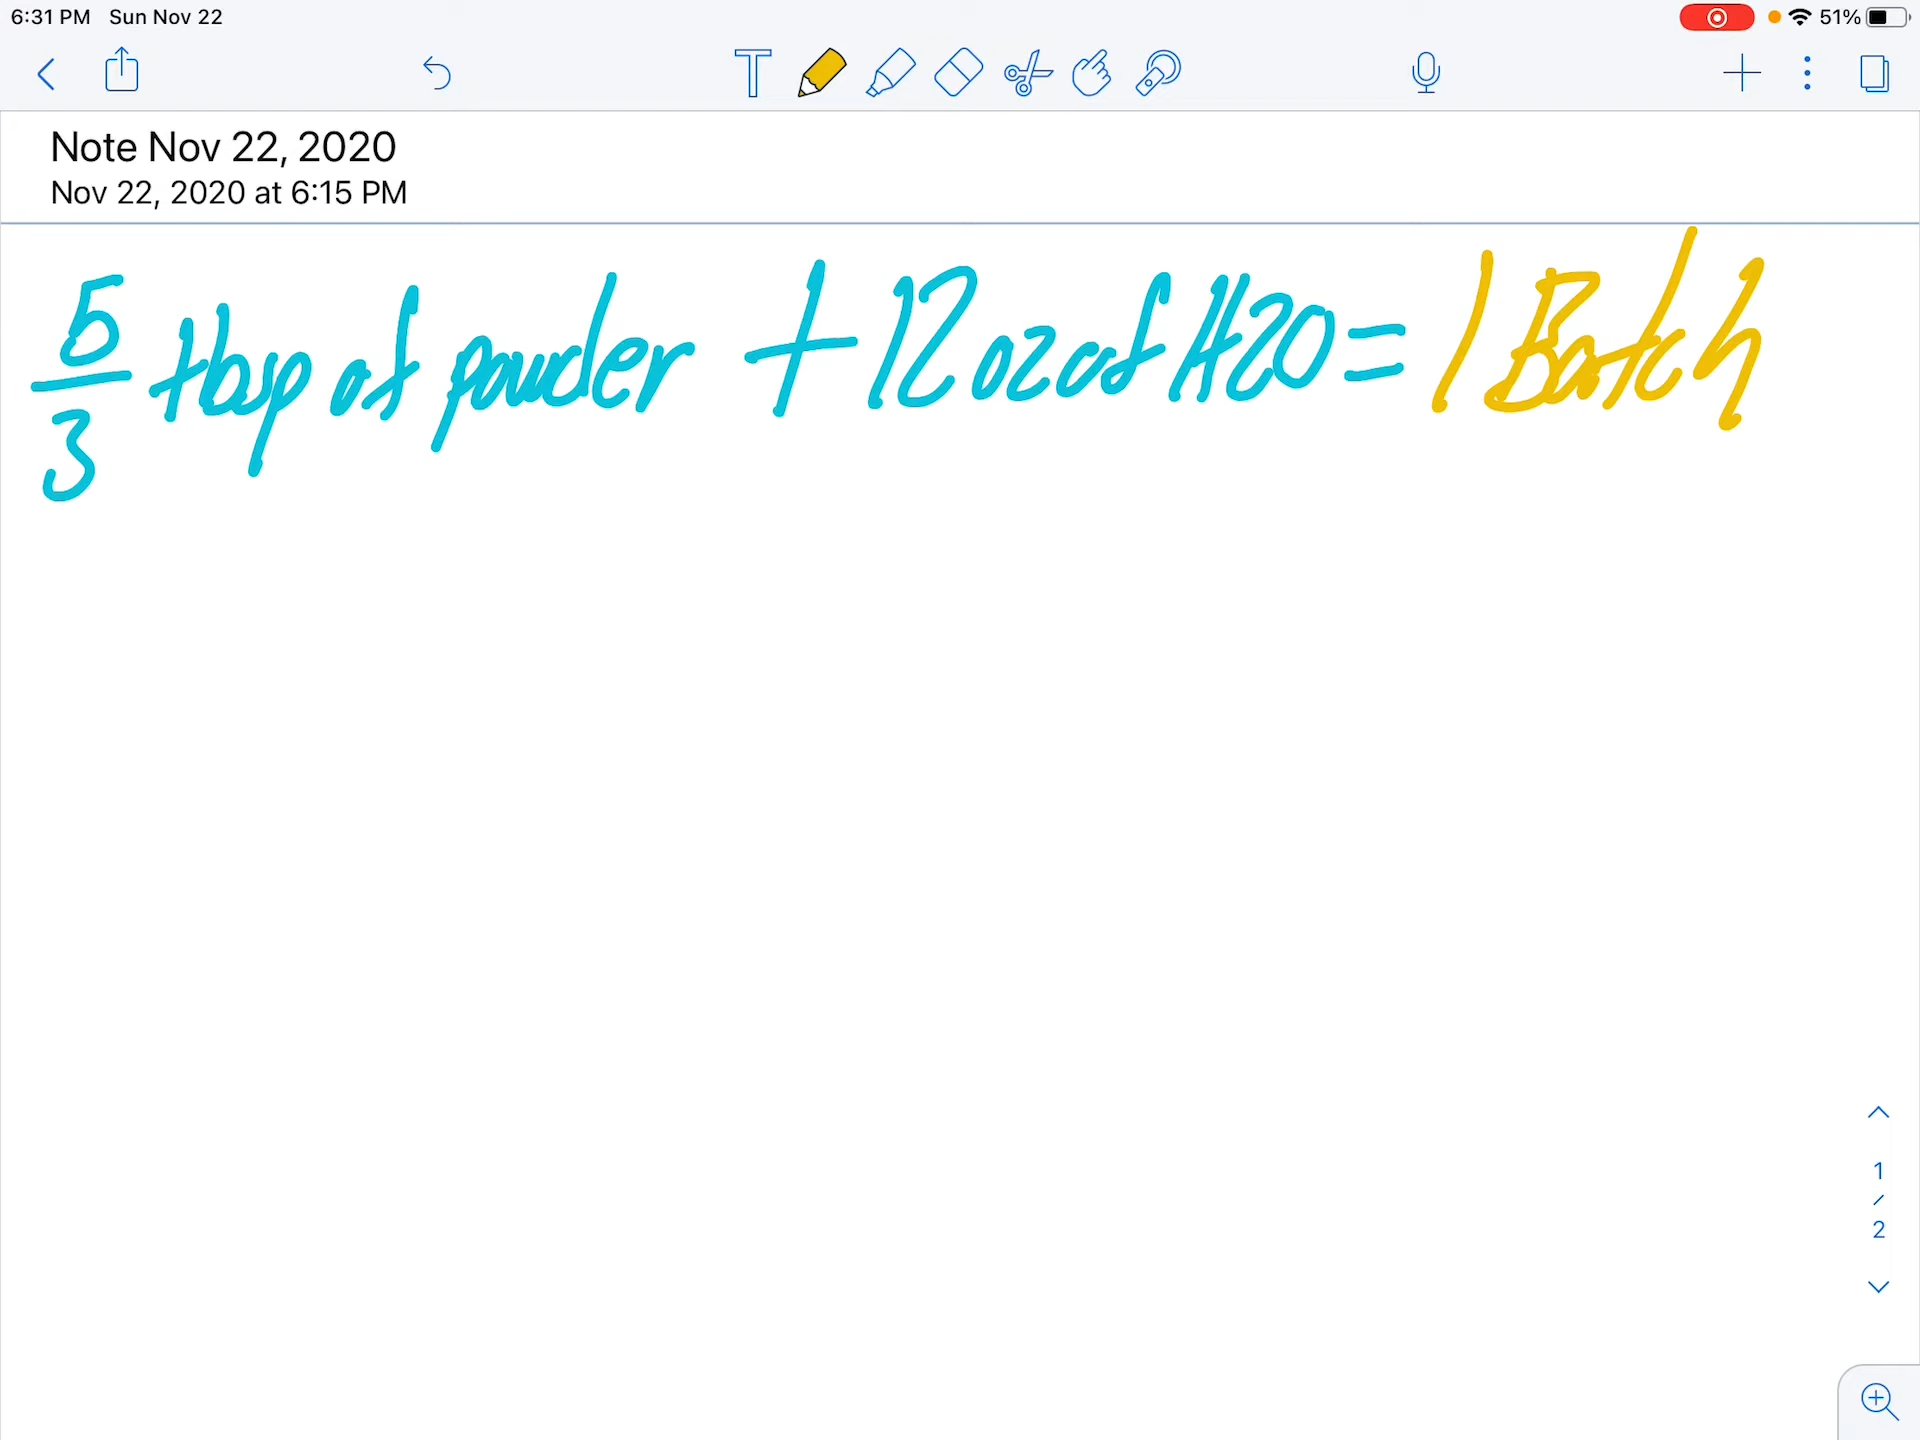 6:31 PM Sun Nov 22 51%
T
Note Nov 22, 2020
Nov 22, 2020 at 6:15 PM
5/3 tbsp of powder + 12 oz of H20 = 1 Batch
1
/
2